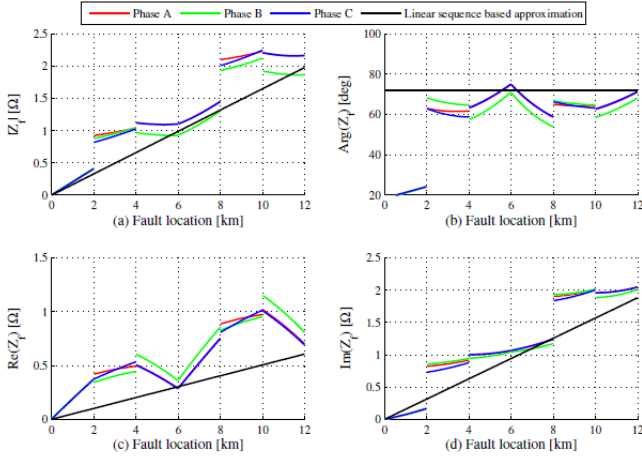 Phase A Phase B Phase C Linear sequence based approximation
|Z_f| [Ω]
2.5
2
1.5
1
0.5
0
0 2 4 6 8 10 12
(a) Fault location [km]
Arg(Z_f) [deg]
100
80
60
40
20
0 2 4 6 8 10 12
(b) Fault location [km]
Re(Z_f) [Ω]
1.5
1
0.5
0
0 2 4 6 8 10 12
(c) Fault location [km]
Im(Z_f) [Ω]
2.5
2
1.5
1
0.5
0
0 2 4 6 8 10 12
(d) Fault location [km]